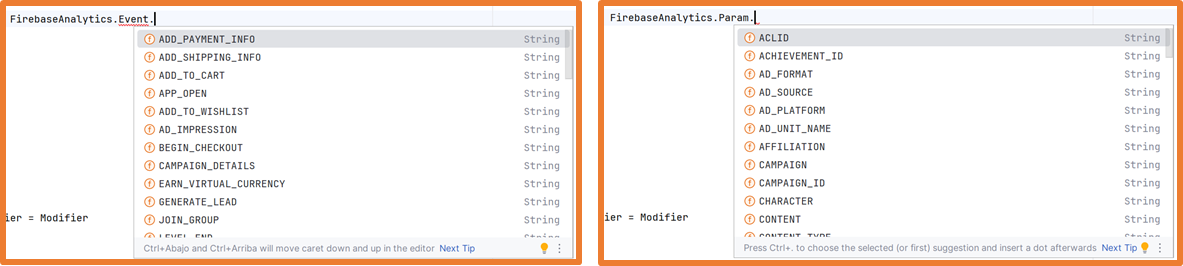 FirebaseAnalytics.Event.
ADD_PAYMENT_INFO String
ADD_SHIPPING_INFO String
ADD_TO_CART String
APP_OPEN String
ADD_TO_WISHLIST String
AD_IMPRESSION String
BEGIN_CHECKOUT String
CAMPAIGN_DETAILS String
EARN_VIRTUAL_CURRENCY String
GENERATE_LEAD String
JOIN_GROUP String
LEVEL_END String
Ctrl+Abajo and Ctrl+Arriba will move caret down and up in the editor Next Tip
ier = Modifier
FirebaseAnalytics.Param.
ACLID String
ACHIEVEMENT_ID String
AD_FORMAT String
AD_SOURCE String
AD_PLATFORM String
AD_UNIT_NAME String
AFFILIATION String
CAMPAIGN String
CAMPAIGN_ID String
CHARACTER String
CONTENT String
CONTENT_TYPE String
Press Ctrl+. to choose the selected (or first) suggestion and insert a dot afterwards Next Tip
ier = Modifier